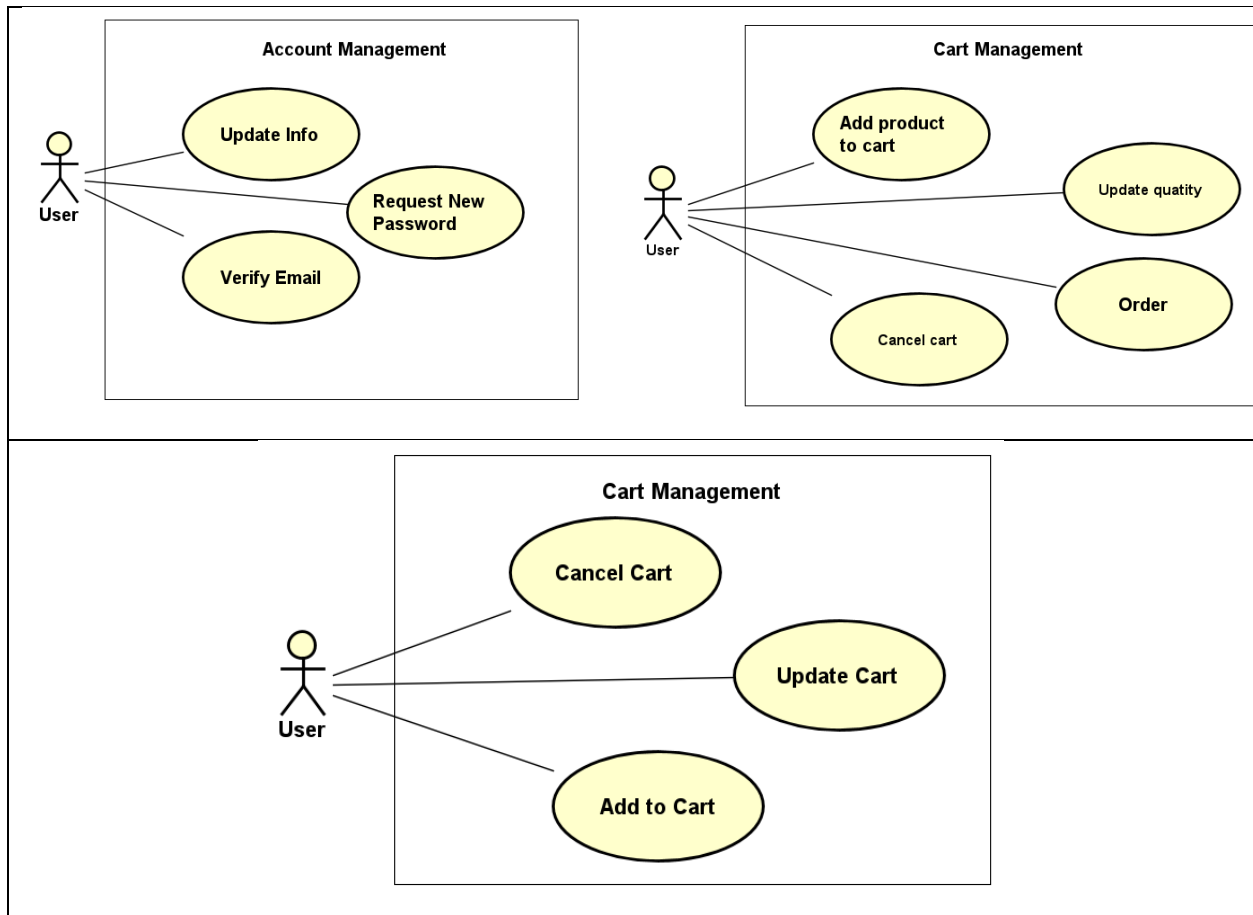 Account Management
Update Info
Request New
Password
Verify Email
User
Cart Management
Add product
to cart
Update quatity
Order
Cancel cart
User
Cart Management
Cancel Cart
Update Cart
Add to Cart
User